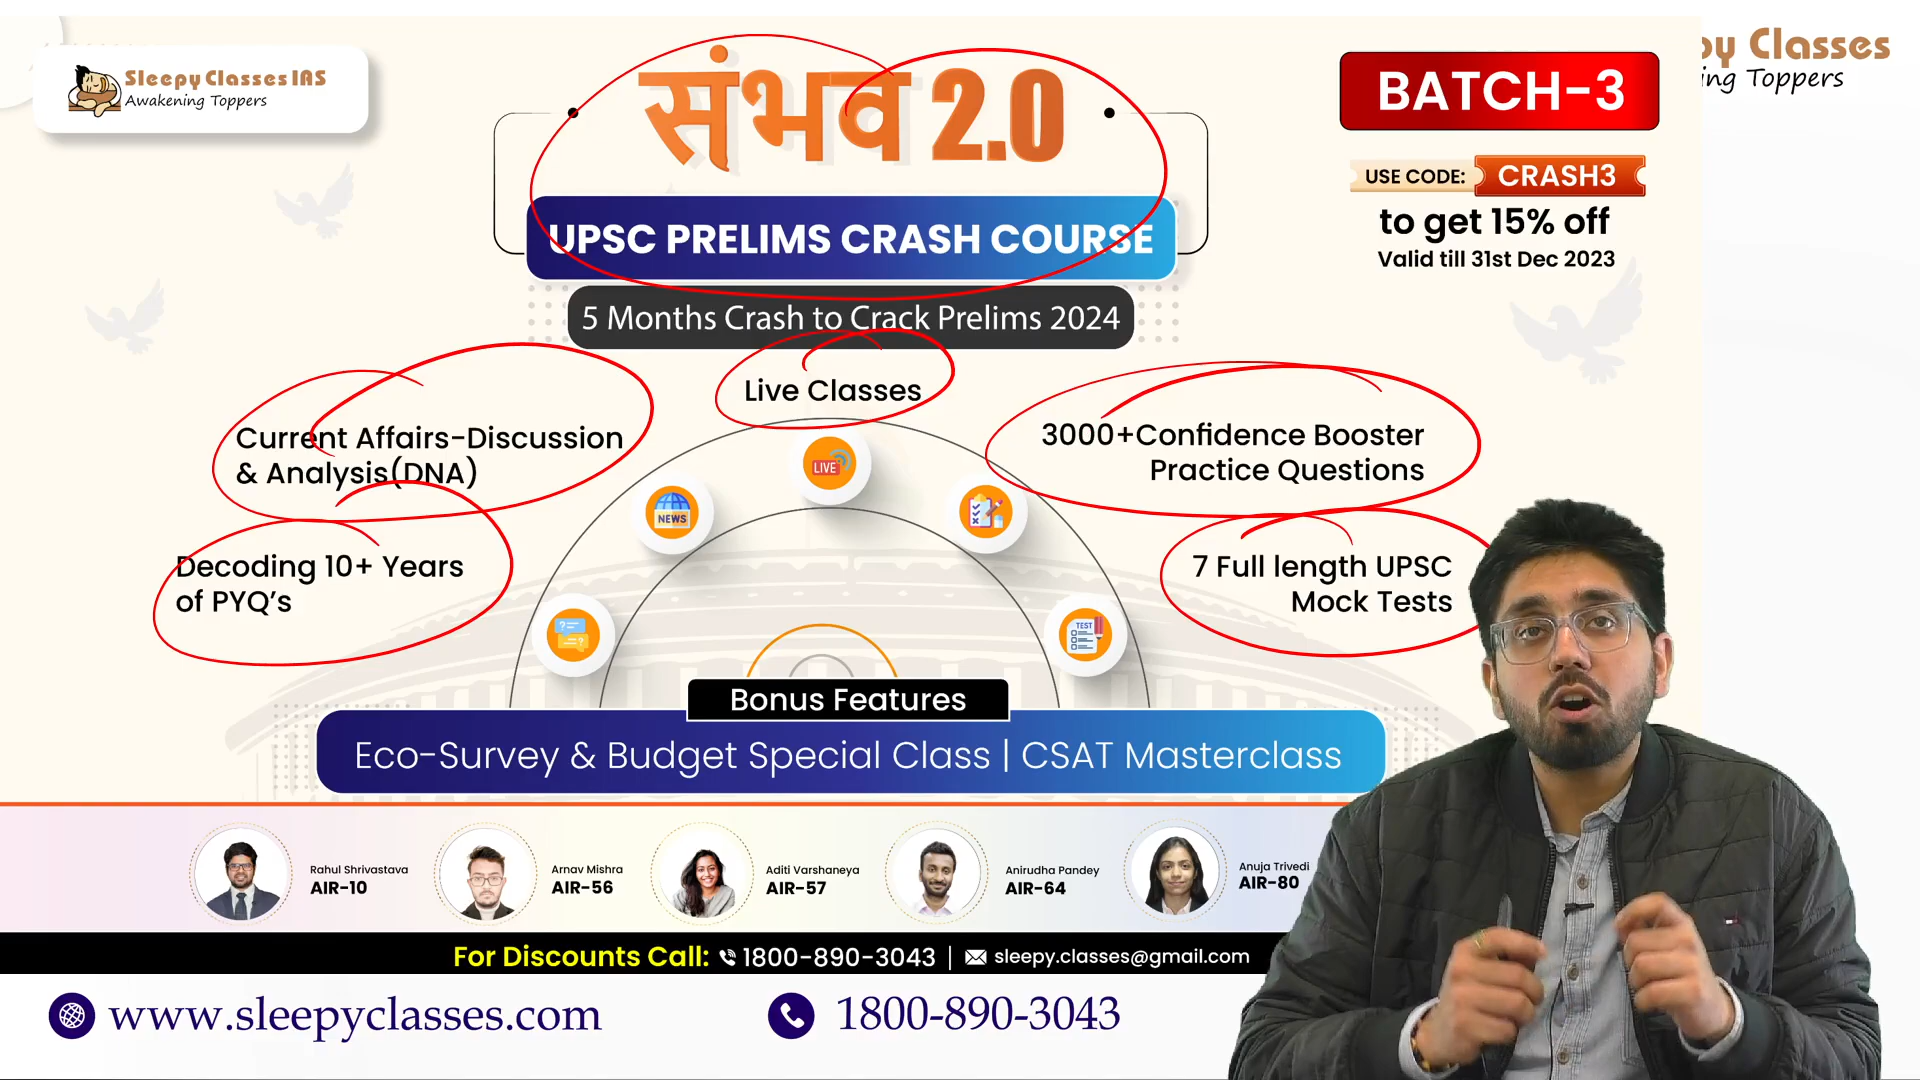 Sleepy Classes IAS
Awakening Toppers
संभव 2.0
UPSC PRELIMS CRASH COURSE
5 Months Crash to Crack Prelims 2024
BATCH-3
USE CODE: CRASH3
to get 15% off
Valid till 31st Dec 2023
Classes
Toppers
Live Classes
Current Affairs-Discussion
& Analysis(DNA)
3000+Confidence Booster
Practice Questions
Decoding 10+ Years
of PYQ’s
7 Full length UPSC
Mock Tests
LIVE
NEWS
TEST
Bonus Features
Eco-Survey & Budget Special Class | CSAT Masterclass
Rahul Shrivastava
AIR-10
Arnav Mishra
AIR-56
Aditi Varshaneya
AIR-57
Anirudha Pandey
AIR-64
Anuja Trivedi
AIR-80
For Discounts Call: 1800-890-3043 | sleepy.classes@gmail.com
www.sleepyclasses.com 1800-890-3043